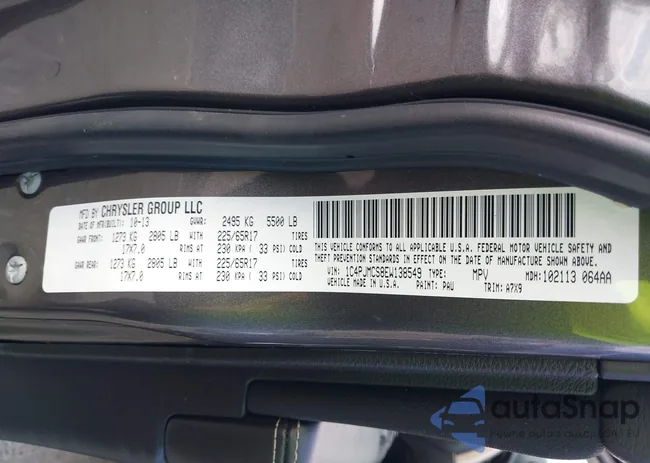 MFD BY CHRYSLER GROUP LLC
DATE OF MFR(BUILT): 10-13 GVWR: 2495 KG 5500 LB
GAWR FRONT: 1273 KG 2805 LB WITH 225/65R17 TIRES
17X7.0 RIMS AT 230 KPA ( 33 PSI) COLD
GAWR REAR: 1273 KG 2805 LB WITH 225/65R17 TIRES
17X7.0 RIMS AT 230 KPA ( 33 PSI) COLD
THIS VEHICLE CONFORMS TO ALL APPLICABLE U.S.A. FEDERAL MOTOR VEHICLE SAFETY AND
THEFT PREVENTION STANDARDS IN EFFECT ON THE DATE OF MANUFACTURE SHOWN ABOVE.
VIN: 1C4PJMCS8EW138549 TYPE: MPV MDH: 102113 064AA
VEHICLE MADE IN U.S.A. PAINT: PAU TRIM: A7X9
autoSnap